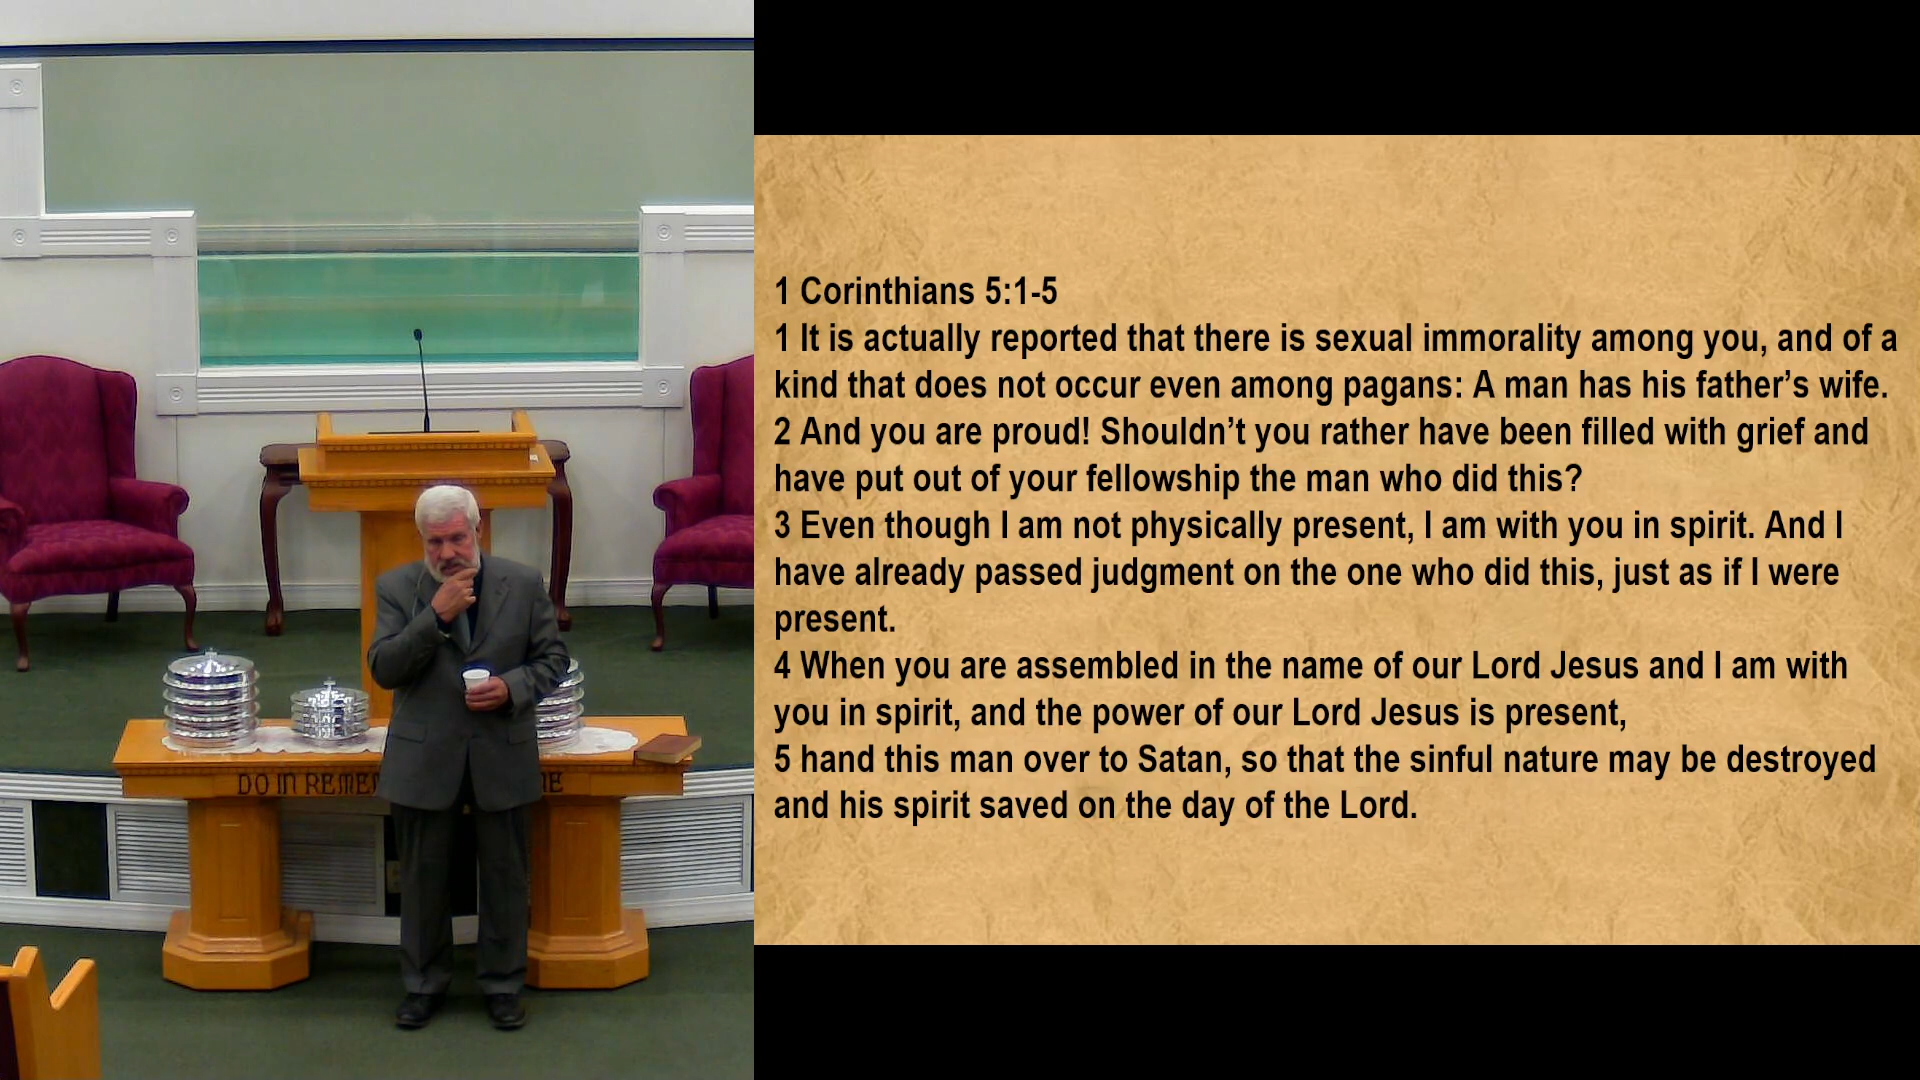 1 Corinthians 5:1-5
1 It is actually reported that there is sexual immorality among you, and of a
kind that does not occur even among pagans: A man has his father’s wife.
2 And you are proud! Shouldn’t you rather have been filled with grief and
have put out of your fellowship the man who did this?
3 Even though I am not physically present, I am with you in spirit. And I
have already passed judgment on the one who did this, just as if I were
present.
4 When you are assembled in the name of our Lord Jesus and I am with
you in spirit, and the power of our Lord Jesus is present,
5 hand this man over to Satan, so that the sinful nature may be destroyed
and his spirit saved on the day of the Lord.
DO IN